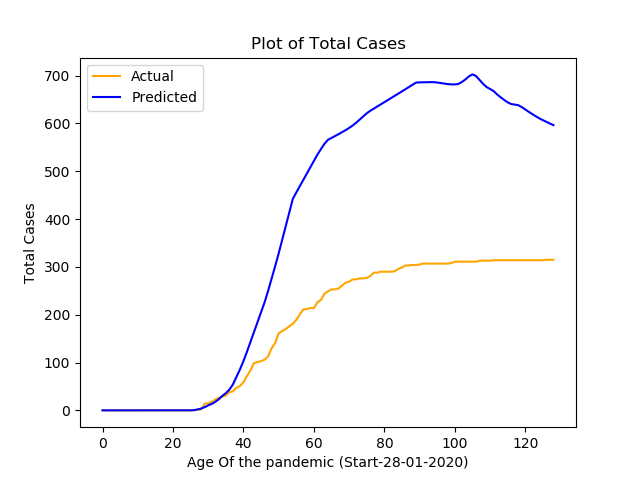 Plot of Total Cases
Actual
Predicted
700
600
500
400
300
200
100
0
Total Cases
0 20 40 60 80 100 120
Age Of the pandemic (Start-28-01-2020)